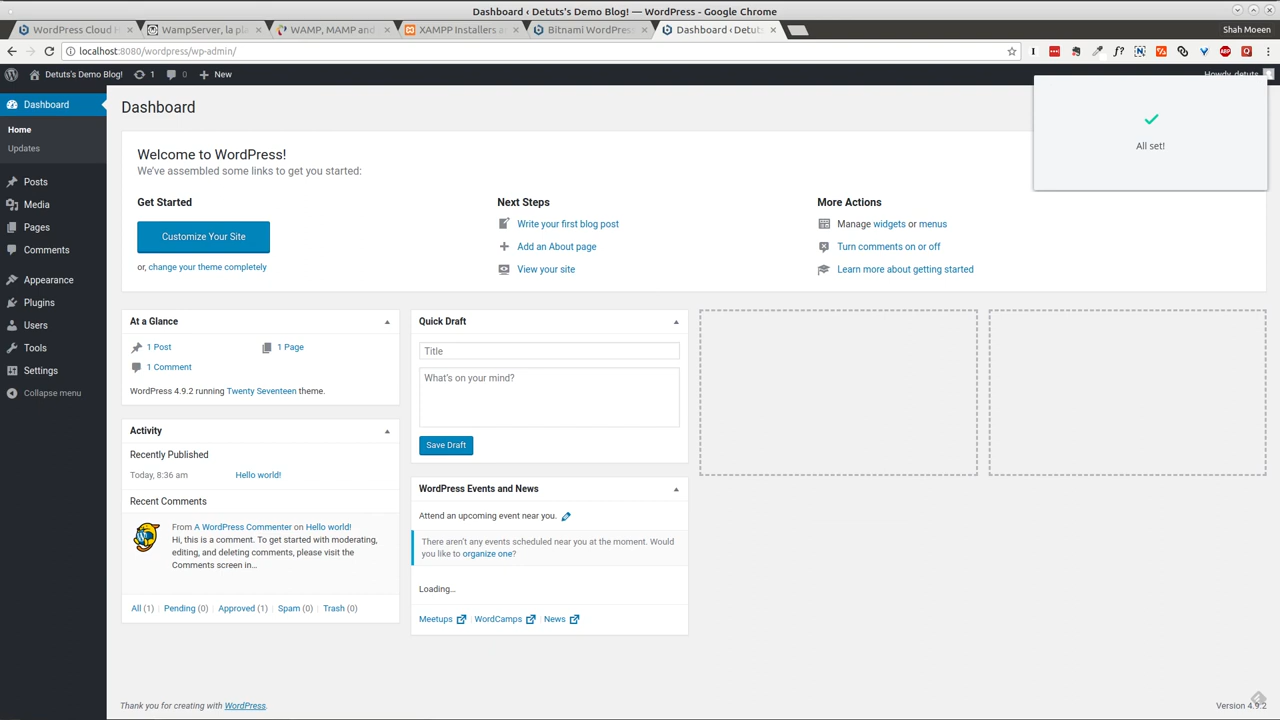 Dashboard ‹ Detuts's Demo Blog! — WordPress - Google Chrome
WordPress Cloud H
WampServer, la pl
WAMP, MAMP and
XAMPP Installers a
Bitnami WordPress
Dashboard ‹ Detuts
Shah Moeen
localhost:8080/wordpress/wp-admin/
Detuts's Demo Blog!
1
0
New
Howdy, detuts
Dashboard
Home
Updates
Posts
Media
Pages
Comments
Appearance
Plugins
Users
Tools
Settings
Collapse menu
Dashboard
All set!
Welcome to WordPress!
We've assembled some links to get you started:
Get Started
Customize Your Site
or, change your theme completely
Next Steps
Write your first blog post
Add an About page
View your site
More Actions
Manage widgets or menus
Turn comments on or off
Learn more about getting started
At a Glance
1 Post
1 Page
1 Comment
WordPress 4.9.2 running Twenty Seventeen theme.
Activity
Recently Published
Today, 8:36 am
Hello world!
Recent Comments
From A WordPress Commenter on Hello world!
Hi, this is a comment. To get started with moderating,
editing, and deleting comments, please visit the
Comments screen in…
All (1) | Pending (0) | Approved (1) | Spam (0) | Trash (0)
Quick Draft
Title
What's on your mind?
Save Draft
WordPress Events and News
Attend an upcoming event near you.
There aren't any events scheduled near you at the moment. Would
you like to organize one?
Loading…
Meetups | WordCamps | News
Thank you for creating with WordPress.
Version 4.9.2